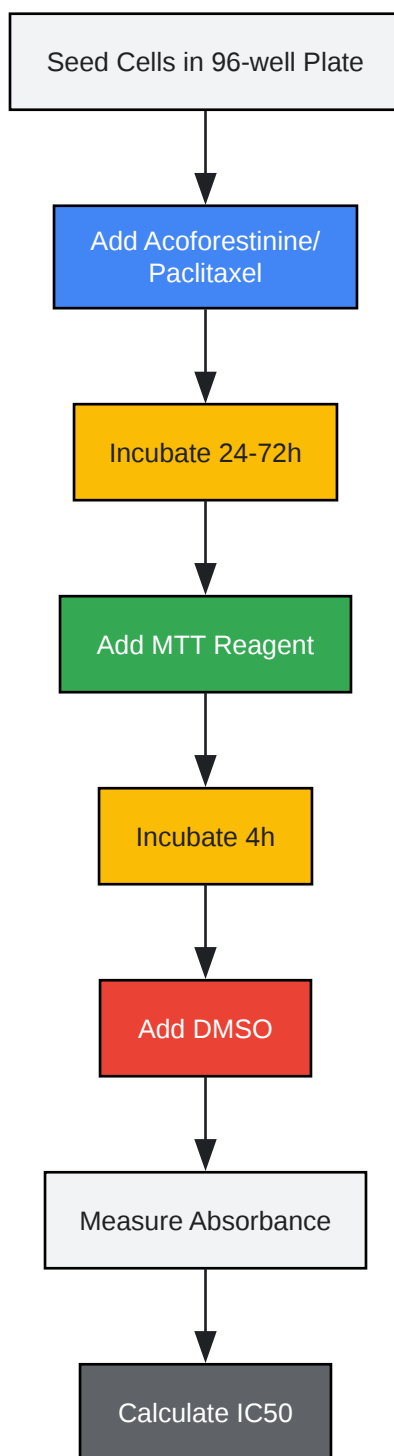 Seed Cells in 96-well Plate
Add Acoforestinine/
Paclitaxel
Incubate 24-72h
Add MTT Reagent
Incubate 4h
Add DMSO
Measure Absorbance
Calculate IC50